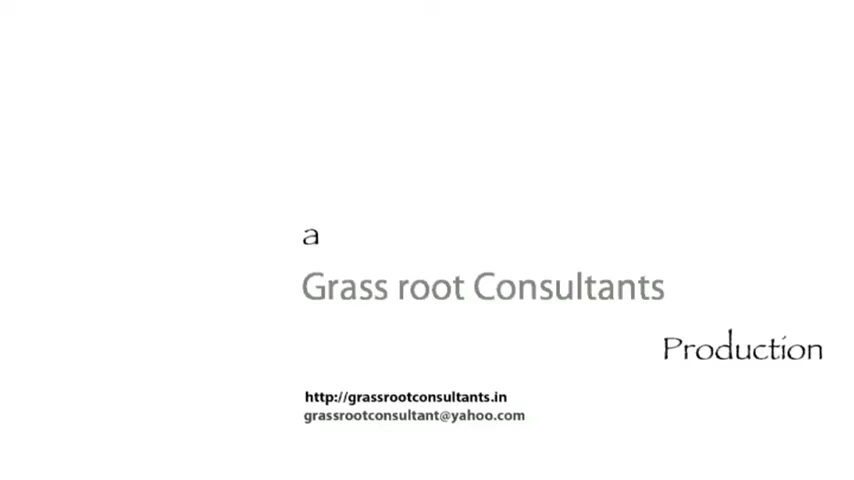 a
Grass root Consultants
Production
http://grassrootconsultants.in
grassrootconsultant@yahoo.com